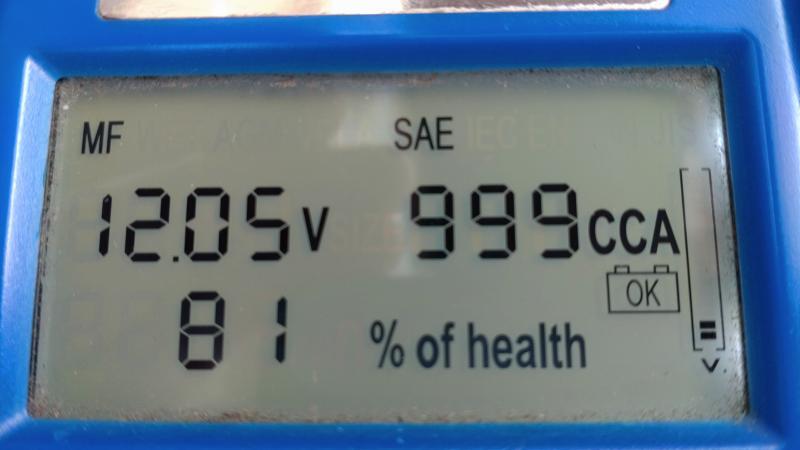 MF SAE
12.05V 999CCA
OK
81 % of health